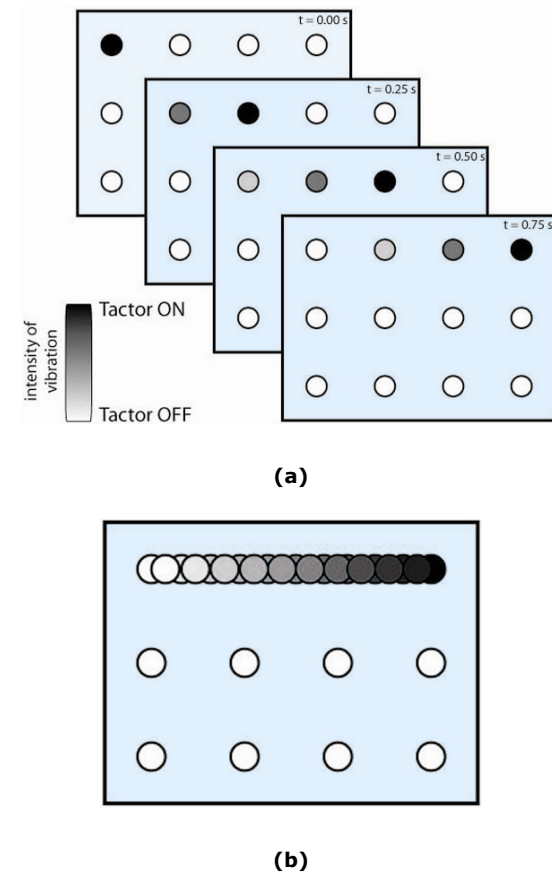 t = 0.00 s
t = 0.25 s
t = 0.50 s
t = 0.75 s
intensity of
vibration
Tactor ON
Tactor OFF
(a)
(b)